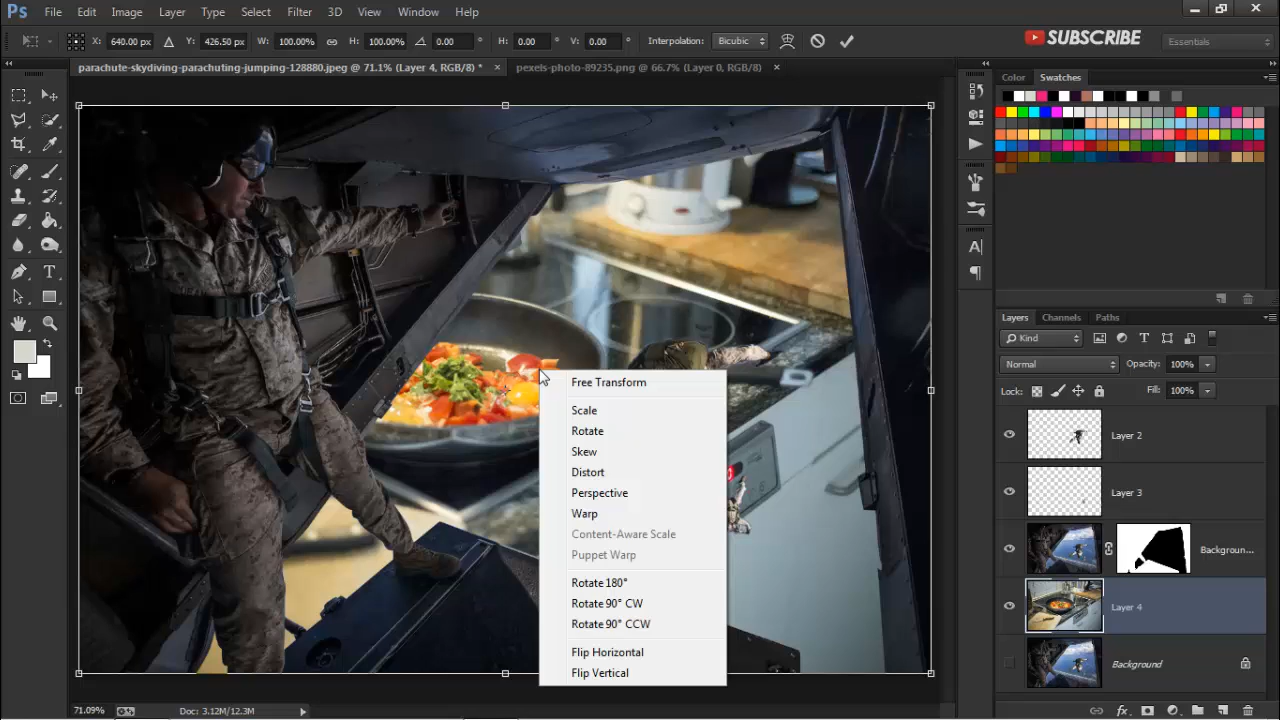 Ps File Edit Image Layer Type Select Filter 3D View Window Help
X: 640.00 px Y: 426.50 px W: 100.00% H: 100.00% 0.00 ° H: 0.00 ° V: 0.00 ° Interpolation: Bicubic SUBSCRIBE Essentials
parachute-skydiving-parachuting-jumping-128880.jpeg @ 71.1% (Layer 4, RGB/8) * × pexels-photo-89235.png @ 66.7% (Layer 0, RGB/8) ×
Color Swatches
Free Transform
Scale
Rotate
Skew
Distort
Perspective
Warp
Content-Aware Scale
Puppet Warp
Rotate 180°
Rotate 90° CW
Rotate 90° CCW
Flip Horizontal
Flip Vertical
Layers Channels Paths
Kind
Normal Opacity: 100%
Lock: Fill: 100%
Layer 2
Layer 3
Backgroun...
Layer 4
Background
71.09% Doc: 3.12M/12.3M